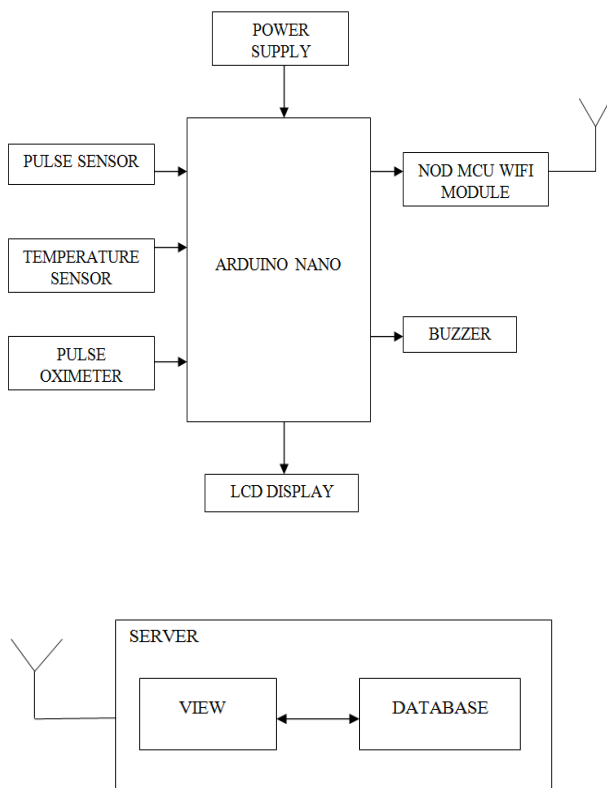 POWER
SUPPLY
PULSE SENSOR
NOD MCU WIFI
MODULE
TEMPERATURE
SENSOR
ARDUINO NANO
PULSE
OXIMETER
BUZZER
LCD DISPLAY
SERVER
VIEW
DATABASE